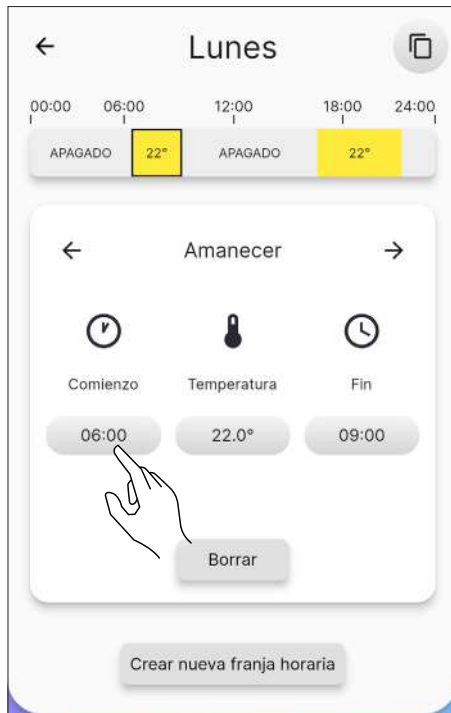 Lunes
00:00 06:00 12:00 18:00 24:00
APAGADO 22° APAGADO 22°
Amanecer
Comienzo Temperatura Fin
06:00 22.0° 09:00
Borrar
Crear nueva franja horaria